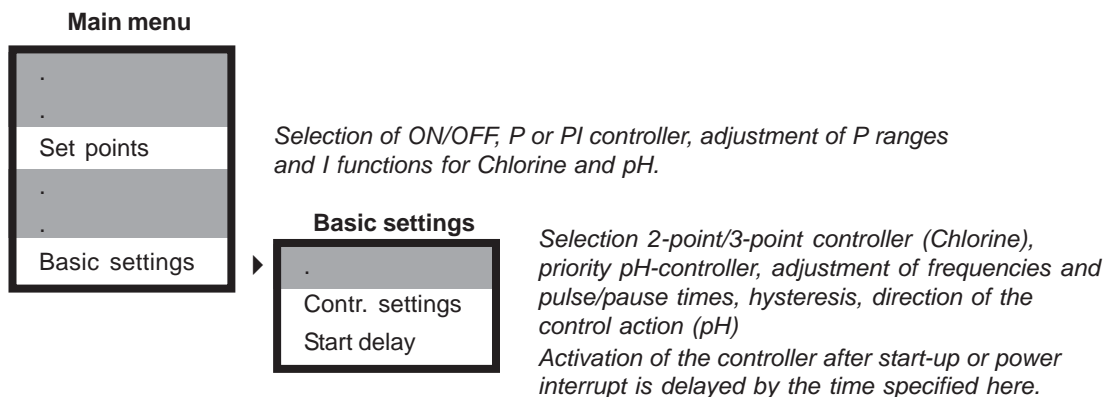 Main menu
.
.
Set points
Selection of ON/OFF, P or PI controller, adjustment of P ranges
and I functions for Chlorine and pH.
.
.
Basic settings
Basic settings
.
Contr. settings
Start delay
Selection 2-point/3-point controller (Chlorine),
priority pH-controller, adjustment of frequencies and
pulse/pause times, hysteresis, direction of the
control action (pH)
Activation of the controller after start-up or power
interrupt is delayed by the time specified here.